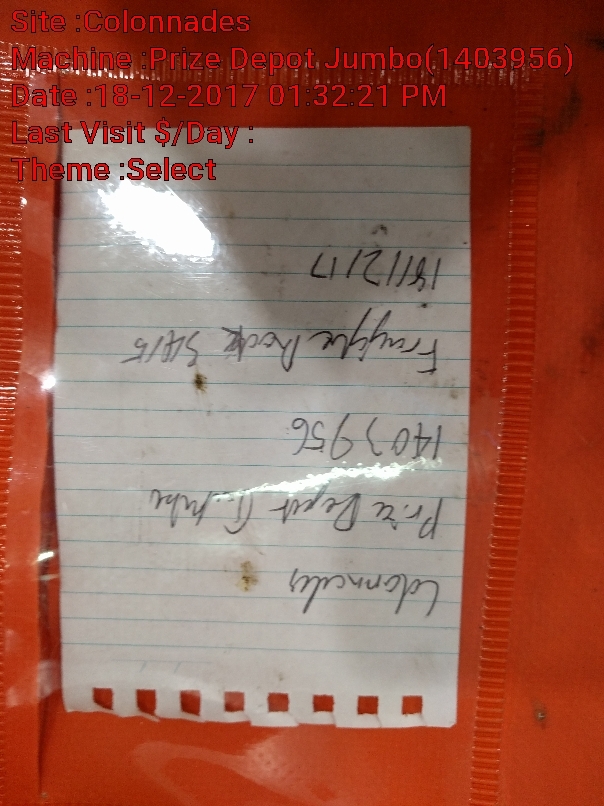 Site :Colonnades
Machine :Prize Depot Jumbo(1403956)
Date :18-12-2017 01:32:21 PM
Last Visit $/Day :
Theme :Select
Colonnades
Prize Depot Jumbo
1403956
18/12/17